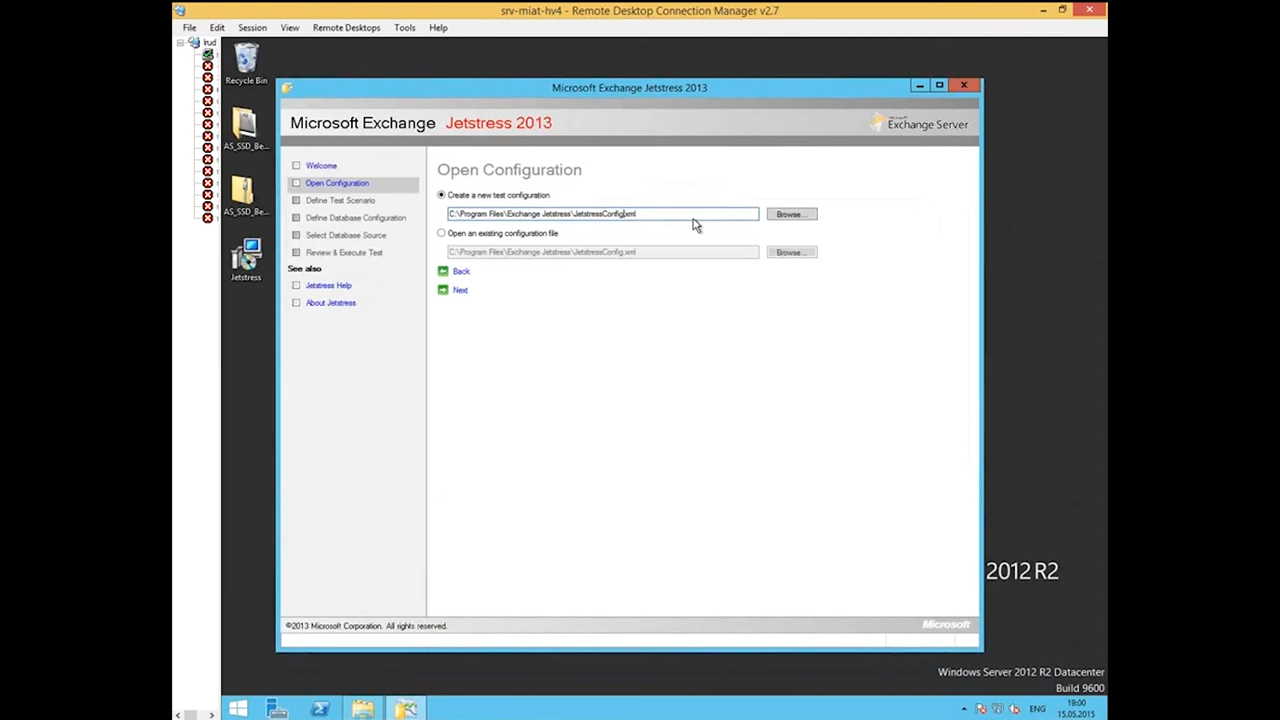 srv-miat-hv4 - Remote Desktop Connection Manager v2.7
File Edit Session View Remote Desktops Tools Help
Recycle Bin
AS_SSD_Be...
AS_SSD_Be...
Jetstress
Microsoft Exchange Jetstress 2013
Microsoft Exchange Jetstress 2013
Exchange Server
Welcome
Open Configuration
Define Test Scenario
Define Database Configuration
Select Database Source
Review & Execute Test
See also
Jetstress Help
About Jetstress
Open Configuration
Create a new test configuration
C:\Program Files\Exchange Jetstress\JetstressConfig.xml
Browse...
Open an existing configuration file
C:\Program Files\Exchange Jetstress\JetstressConfig.xml
Browse...
Back
Next
©2013 Microsoft Corporation. All rights reserved.
Microsoft
2012 R2
Windows Server 2012 R2 Datacenter
Build 9600
ENG
19:00
15.05.2015